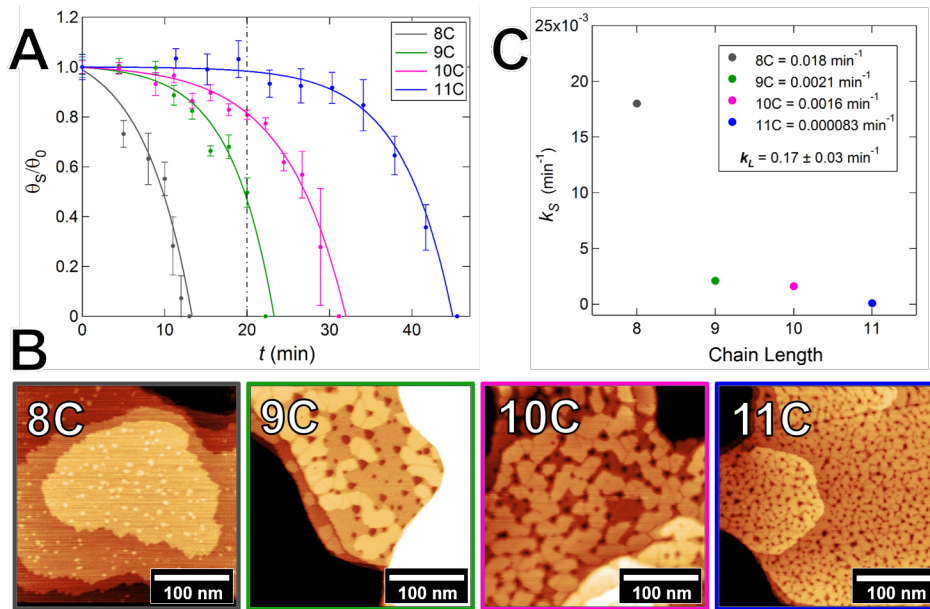 A
1.2
1.0
0.8
0.6
0.4
0.2
0
θS/θ0
0
10
20
30
40
t (min)
8C
9C
10C
11C
C
25×10-3
20
15
10
5
0
kS (min-1)
8
9
10
11
Chain Length
8C = 0.018 min-1
9C = 0.0021 min-1
10C = 0.0016 min-1
11C = 0.000083 min-1
kL = 0.17 ± 0.03 min-1
B
8C
100 nm
9C
100 nm
10C
100 nm
11C
100 nm